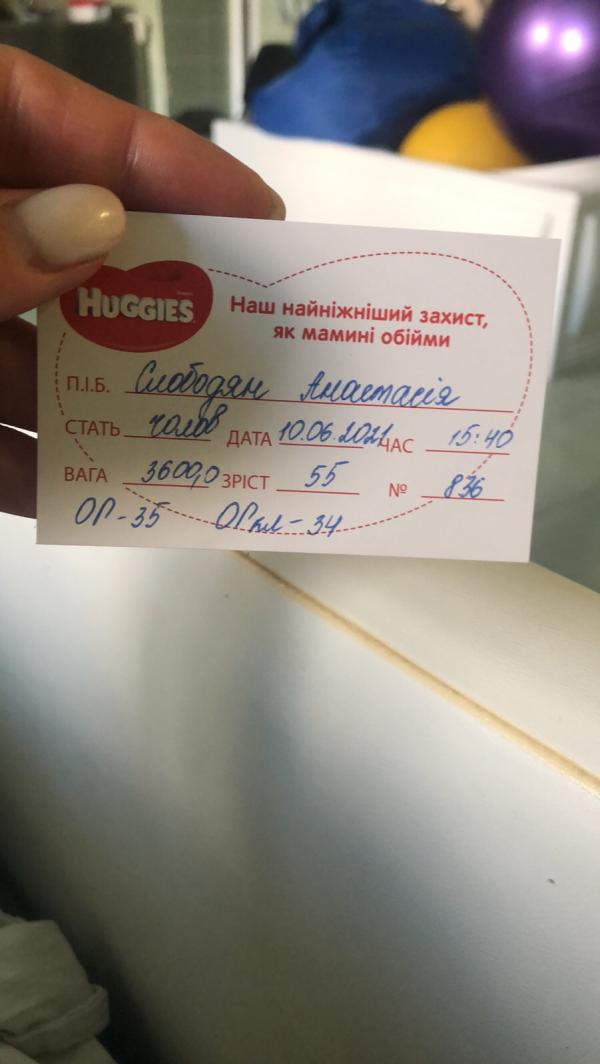 HUGGIES
Наш найніжніший захист,
як мамині обійми
П.І.Б. Слободян Анастасія
СТАТЬ чолов ДАТА 10.06.2021 ЧАС 15:40
ВАГА 3600,0 ЗРІСТ 55 № 836
ОГ-35 ОГкл-34